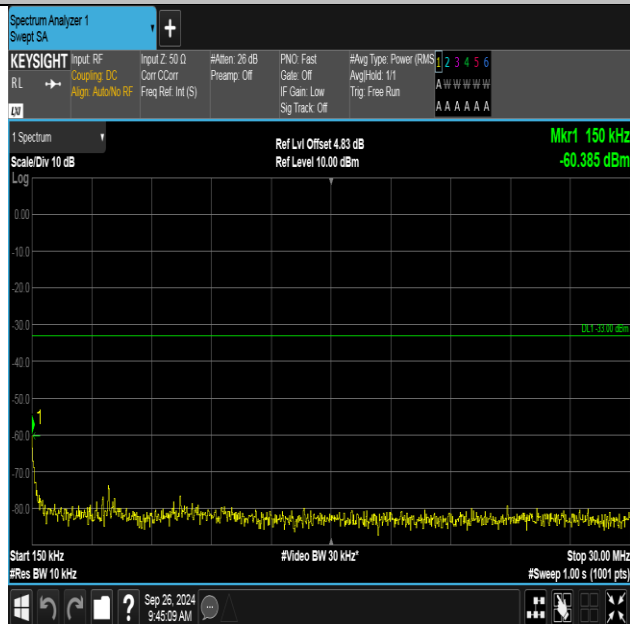 Spectrum Analyzer 1
Swept SA
+
KEYSIGHT
RL
LXI
Input: RF
Coupling: DC
Align: Auto/No RF
Input Z: 50 Ω
Corr CCorr
Freq Ref: Int (S)
#Atten: 26 dB
Preamp: Off
PNO: Fast
Gate: Off
IF Gain: Low
Sig Track: Off
#Avg Type: Power (RMS
Avg|Hold: 1/1
Trig: Free Run
1 2 3 4 5 6
A W W W W W
A A A A A A
1 Spectrum
Scale/Div 10 dB
Log
Ref Lvl Offset 4.83 dB
Ref Level 10.00 dBm
Mkr1 150 kHz
-60.385 dBm
0.00
-10.0
-20.0
-30.0
DL1 -33.00 dBm
-40.0
-50.0
1
-60.0
-70.0
-80.0
Start 150 kHz
#Res BW 10 kHz
#Video BW 30 kHz*
Stop 30.00 MHz
#Sweep 1.00 s (1001 pts)
?
Sep 26, 2024
9:45:09 AM